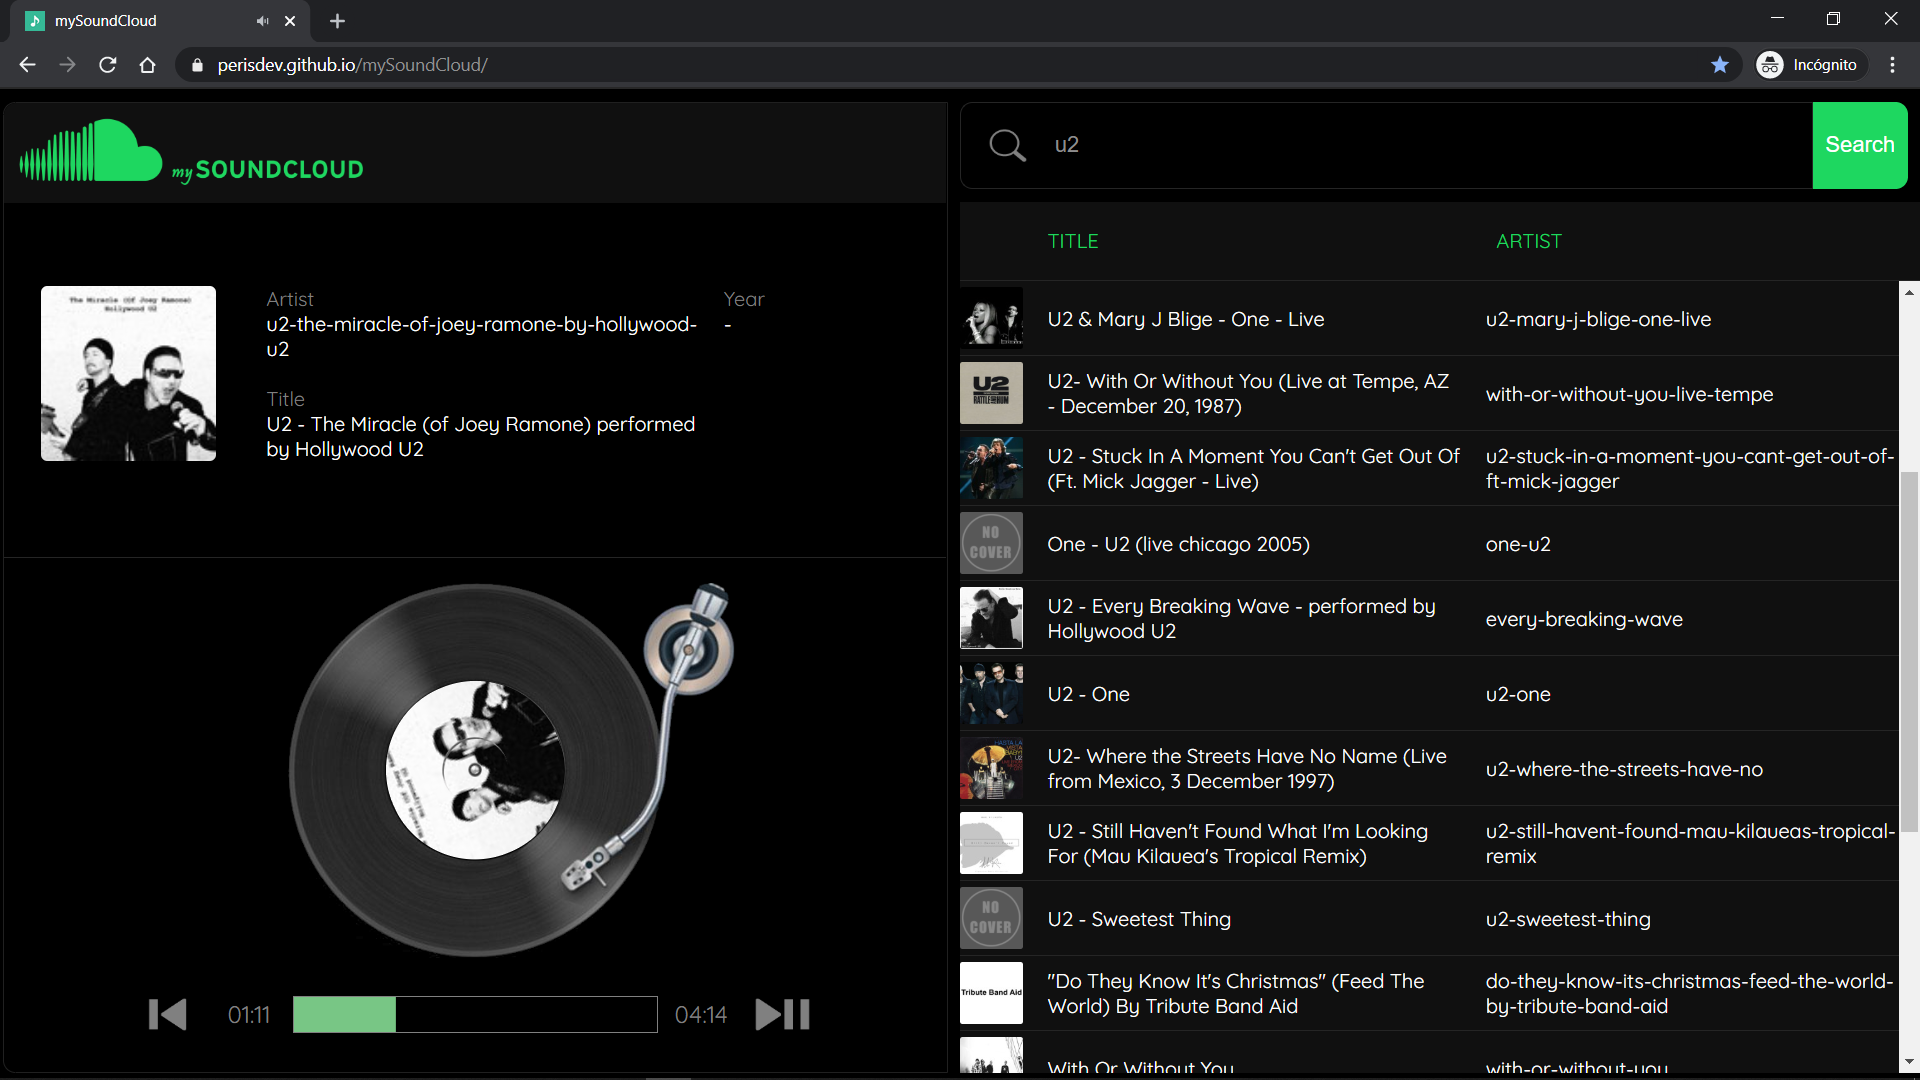 mySoundCloud
perisdev.github.io/mySoundCloud/
Incógnito
my SOUNDCLOUD
u2
Search
The Miracle (Of Joey Ramone)
Hollywood U2
Artist
u2-the-miracle-of-joey-ramone-by-hollywood-
u2
Year
-
Title
U2 - The Miracle (of Joey Ramone) performed
by Hollywood U2
01:11
04:14
TITLE
ARTIST
U2 & Mary J Blige - One - Live
u2-mary-j-blige-one-live
U2
RATTLE AND HUM
U2- With Or Without You (Live at Tempe, AZ
- December 20, 1987)
with-or-without-you-live-tempe
U2 - Stuck In A Moment You Can't Get Out Of
(Ft. Mick Jagger - Live)
u2-stuck-in-a-moment-you-cant-get-out-of-
ft-mick-jagger
NO
COVER
One - U2 (live chicago 2005)
one-u2
U2 - Every Breaking Wave - performed by
Hollywood U2
every-breaking-wave
U2 - One
u2-one
U2- Where the Streets Have No Name (Live
from Mexico, 3 December 1997)
u2-where-the-streets-have-no
U2 - Still Haven't Found What I'm Looking
For (Mau Kilauea's Tropical Remix)
u2-still-havent-found-mau-kilaueas-tropical-
remix
NO
COVER
U2 - Sweetest Thing
u2-sweetest-thing
Tribute Band Aid
"Do They Know It's Christmas" (Feed The
World) By Tribute Band Aid
do-they-know-its-christmas-feed-the-world-
by-tribute-band-aid
With Or Without You
with-or-without-you